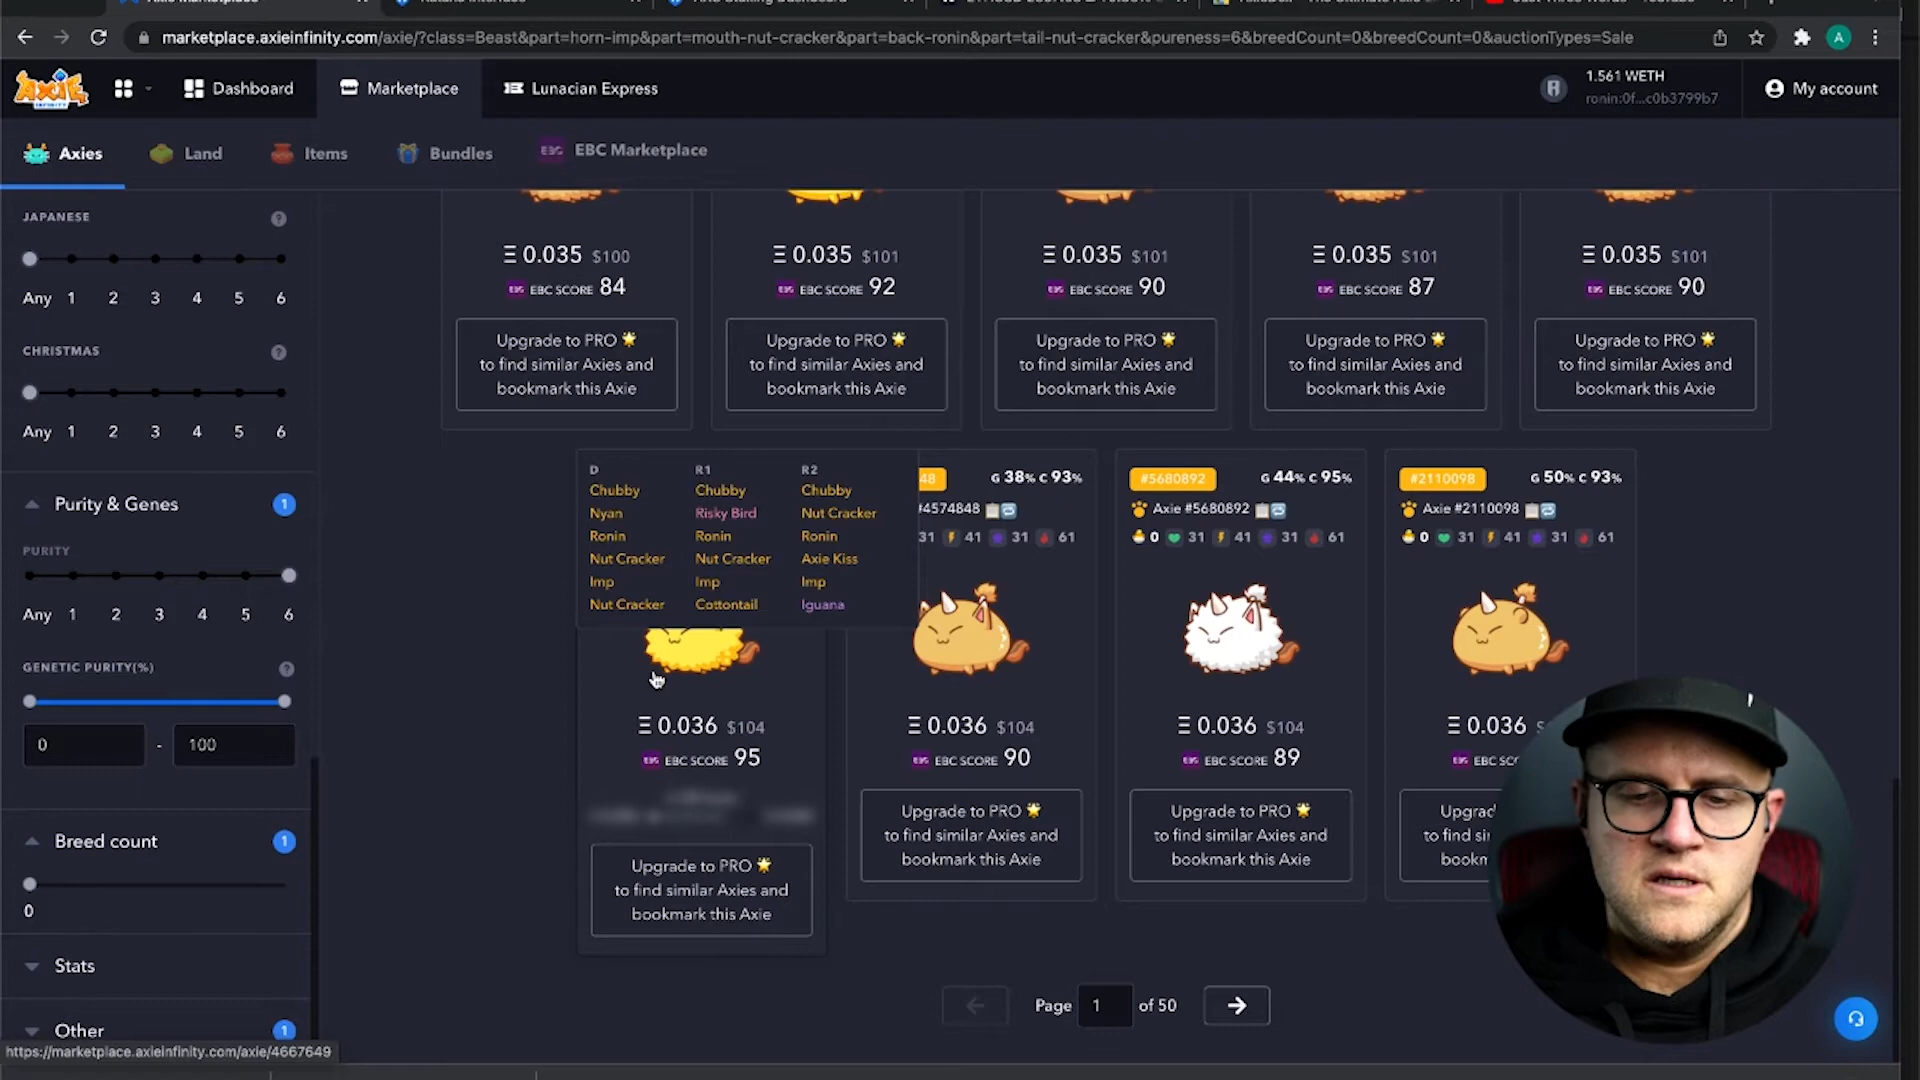 marketplace.axieinfinity.com/axie/?class=Beast&part=horn-imp&part=mouth-nut-cracker&part=back-ronin&part=tail-nut-cracker&pureness=6&breedCount=0&breedCount=0&auctionTypes=Sale
A
AXIE
INFINITY
Dashboard
Marketplace
Lunacian Express
1.561 WETH
ronin:0f...c0b3799b7
My account
Axies
Land
Items
Bundles
EBC Marketplace
JAPANESE
Any 1 2 3 4 5 6
CHRISTMAS
Any 1 2 3 4 5 6
Purity & Genes 1
PURITY
Any 1 2 3 4 5 6
GENETIC PURITY(%)
0 - 100
Breed count 1
0
Stats
Other 1
Ξ 0.035 $100
EBC SCORE 84
Upgrade to PRO 🌟
to find similar Axies and
bookmark this Axie
Ξ 0.035 $101
EBC SCORE 92
Upgrade to PRO 🌟
to find similar Axies and
bookmark this Axie
Ξ 0.035 $101
EBC SCORE 90
Upgrade to PRO 🌟
to find similar Axies and
bookmark this Axie
Ξ 0.035 $101
EBC SCORE 87
Upgrade to PRO 🌟
to find similar Axies and
bookmark this Axie
Ξ 0.035 $101
EBC SCORE 90
Upgrade to PRO 🌟
to find similar Axies and
bookmark this Axie
D R1 R2
Chubby Chubby Chubby
Nyan Risky Bird Nut Cracker
Ronin Ronin Ronin
Nut Cracker Nut Cracker Axie Kiss
Imp Imp Imp
Nut Cracker Cottontail Iguana
Ξ 0.036 $104
EBC SCORE 95
Upgrade to PRO 🌟
to find similar Axies and
bookmark this Axie
48 G 38% C 93%
#4574848
31 41 31 61
Ξ 0.036 $104
EBC SCORE 90
Upgrade to PRO 🌟
to find similar Axies and
bookmark this Axie
#5680892 G 44% C 95%
Axie #5680892
0 31 41 31 61
Ξ 0.036 $104
EBC SCORE 89
Upgrade to PRO 🌟
to find similar Axies and
bookmark this Axie
#2110098 G 50% C 93%
Axie #2110098
0 31 41 31 61
Ξ 0.036
EBC
Upgrad
to find si
bookm
Page 1 of 50
https://marketplace.axieinfinity.com/axie/4667649